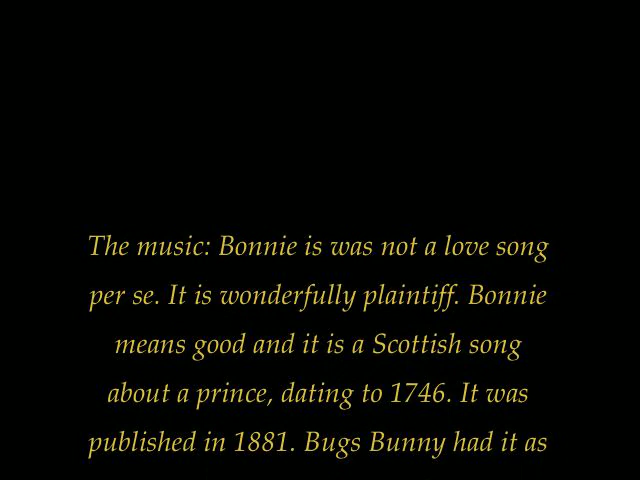 The music: Bonnie is was not a love song
per se. It is wonderfully plaintiff. Bonnie
means good and it is a Scottish song
about a prince, dating to 1746. It was
published in 1881. Bugs Bunny had it as